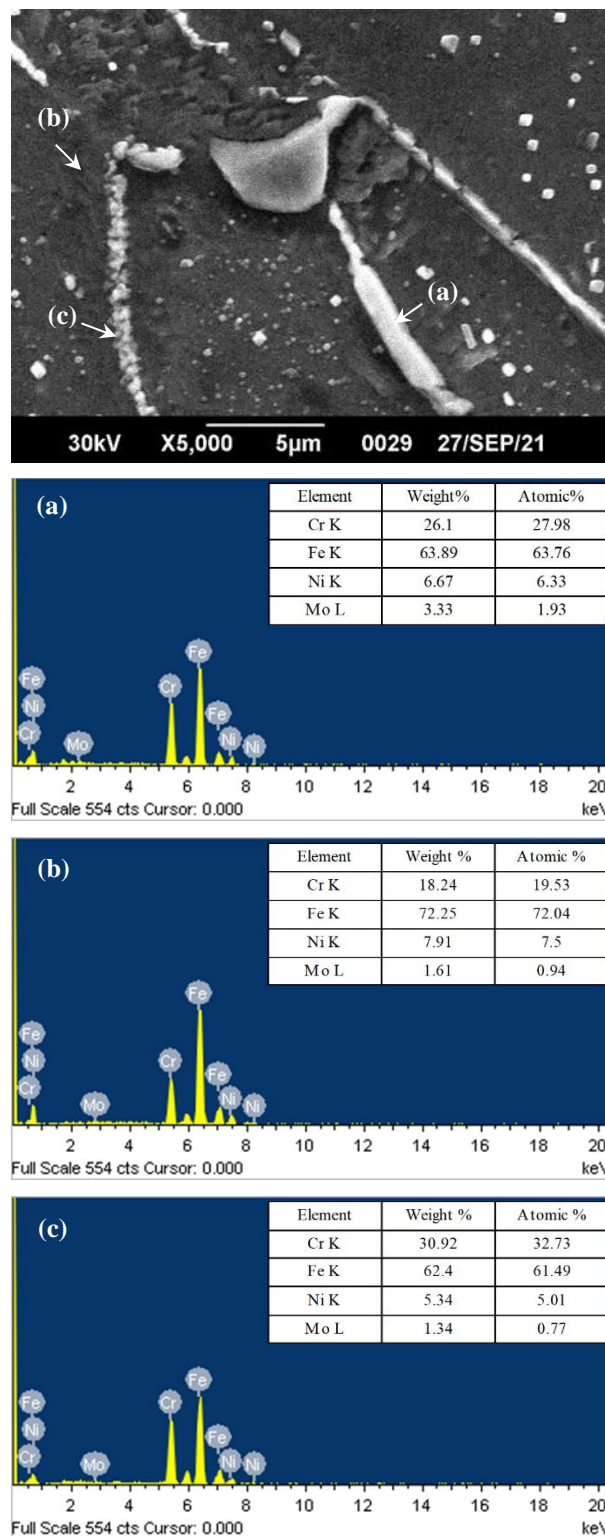 (b)
(c)
(a)
30kV X5,000 5μm 0029 27/SEP/21
(a)
Element Weight% Atomic%
Cr K 26.1 27.98
Fe K 63.89 63.76
Ni K 6.67 6.33
Mo L 3.33 1.93
Fe
Ni
Cr
Mo
Cr
Fe
Fe
Ni
Ni
2 4 6 8 10 12 14 16 18 20
Full Scale 554 cts Cursor: 0.000 keV
(b)
Element Weight % Atomic %
Cr K 18.24 19.53
Fe K 72.25 72.04
Ni K 7.91 7.5
Mo L 1.61 0.94
Fe
Ni
Cr
Mo
Cr
Fe
Fe
Ni
Ni
2 4 6 8 10 12 14 16 18 20
Full Scale 554 cts Cursor: 0.000 keV
(c)
Element Weight % Atomic %
Cr K 30.92 32.73
Fe K 62.4 61.49
Ni K 5.34 5.01
Mo L 1.34 0.77
Fe
Ni
Cr
Mo
Cr
Fe
Fe
Ni
Ni
2 4 6 8 10 12 14 16 18 20
Full Scale 554 cts Cursor: 0.000 keV